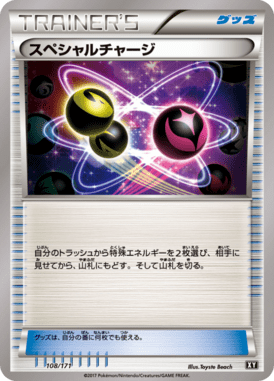 TRAINER'S
グッズ
スペシャルチャージ
自分のトラッシュから特殊エネルギーを2枚選び、相手に
見せてから、山札にもどす。そして山札を切る。
グッズは、自分の番に何枚でも使える。
108/171
Illus.Toyste Beach
XY
©2017 Pokémon/Nintendo/Creatures/GAME FREAK.